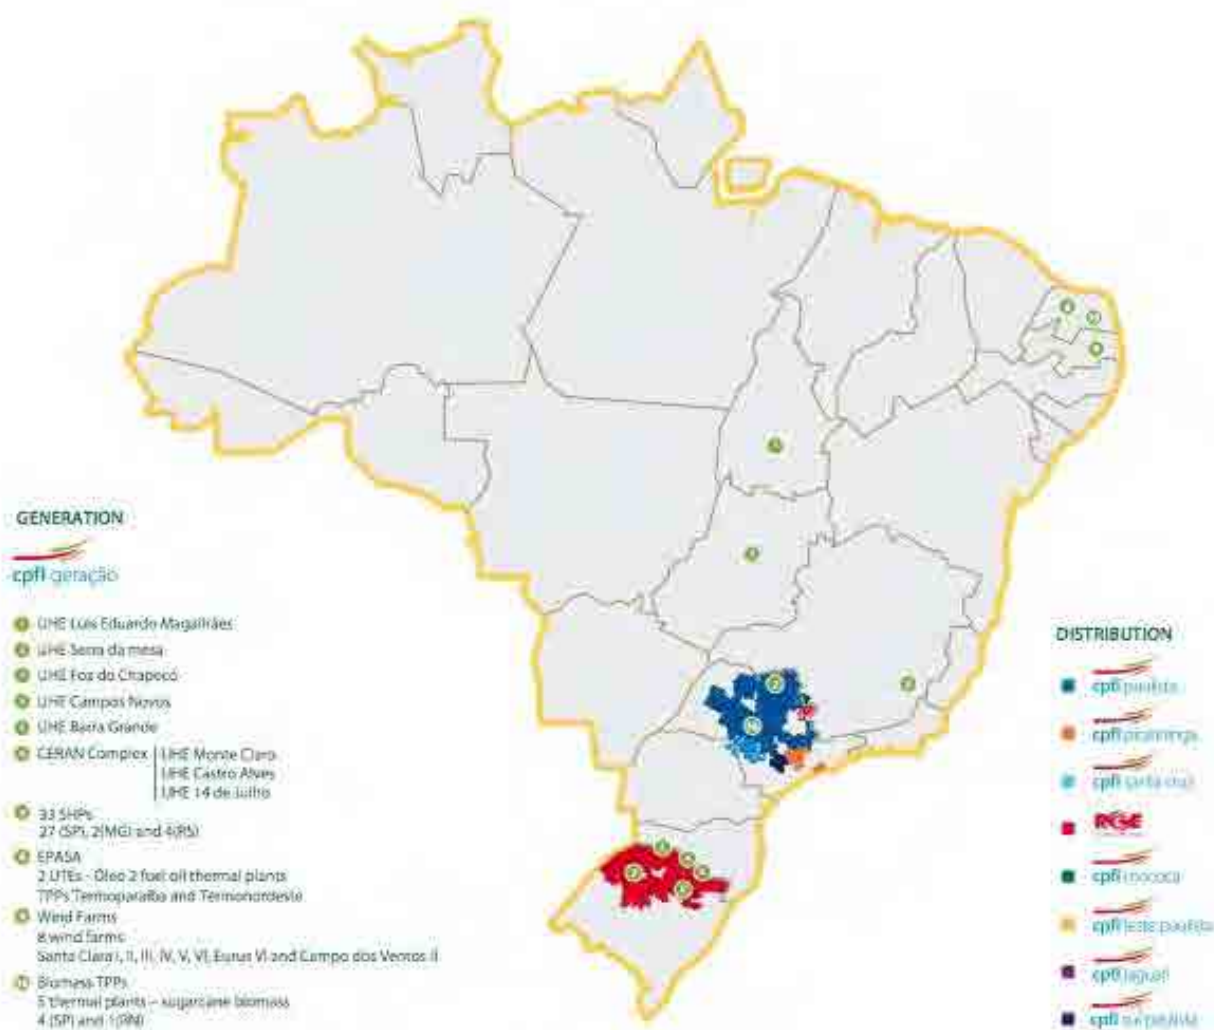 GENERATION
cpfl geração
UHE Luis Eduardo Magalhães
UHE Serra da mesa
UHE Foz do Chapecó
UHE Campos Novos
UHE Barra Grande
CERAN Complex
UHE Monte Claro
UHE Castro Alves
UHE 14 de Julho
33 SHPs
27 (SP), 2(MG) and 4(RS)
EPASA
2 UTEs - Óleo 2 fuel oil thermal plants
TPPs Termoparaíba and Termonordeste
Wind Farms
8 wind farms
Santa Clara I, II, III, IV, V, VI, Eurus VI and Campo dos Ventos II
Biomass TPPs
5 thermal plants – sugarcane biomass
4 (SP) and 1(RN)
DISTRIBUTION
cpfl paulista
cpfl piratininga
cpfl santa cruz
RGE
cpfl mococa
cpfl leste paulista
cpfl jaguari
cpfl